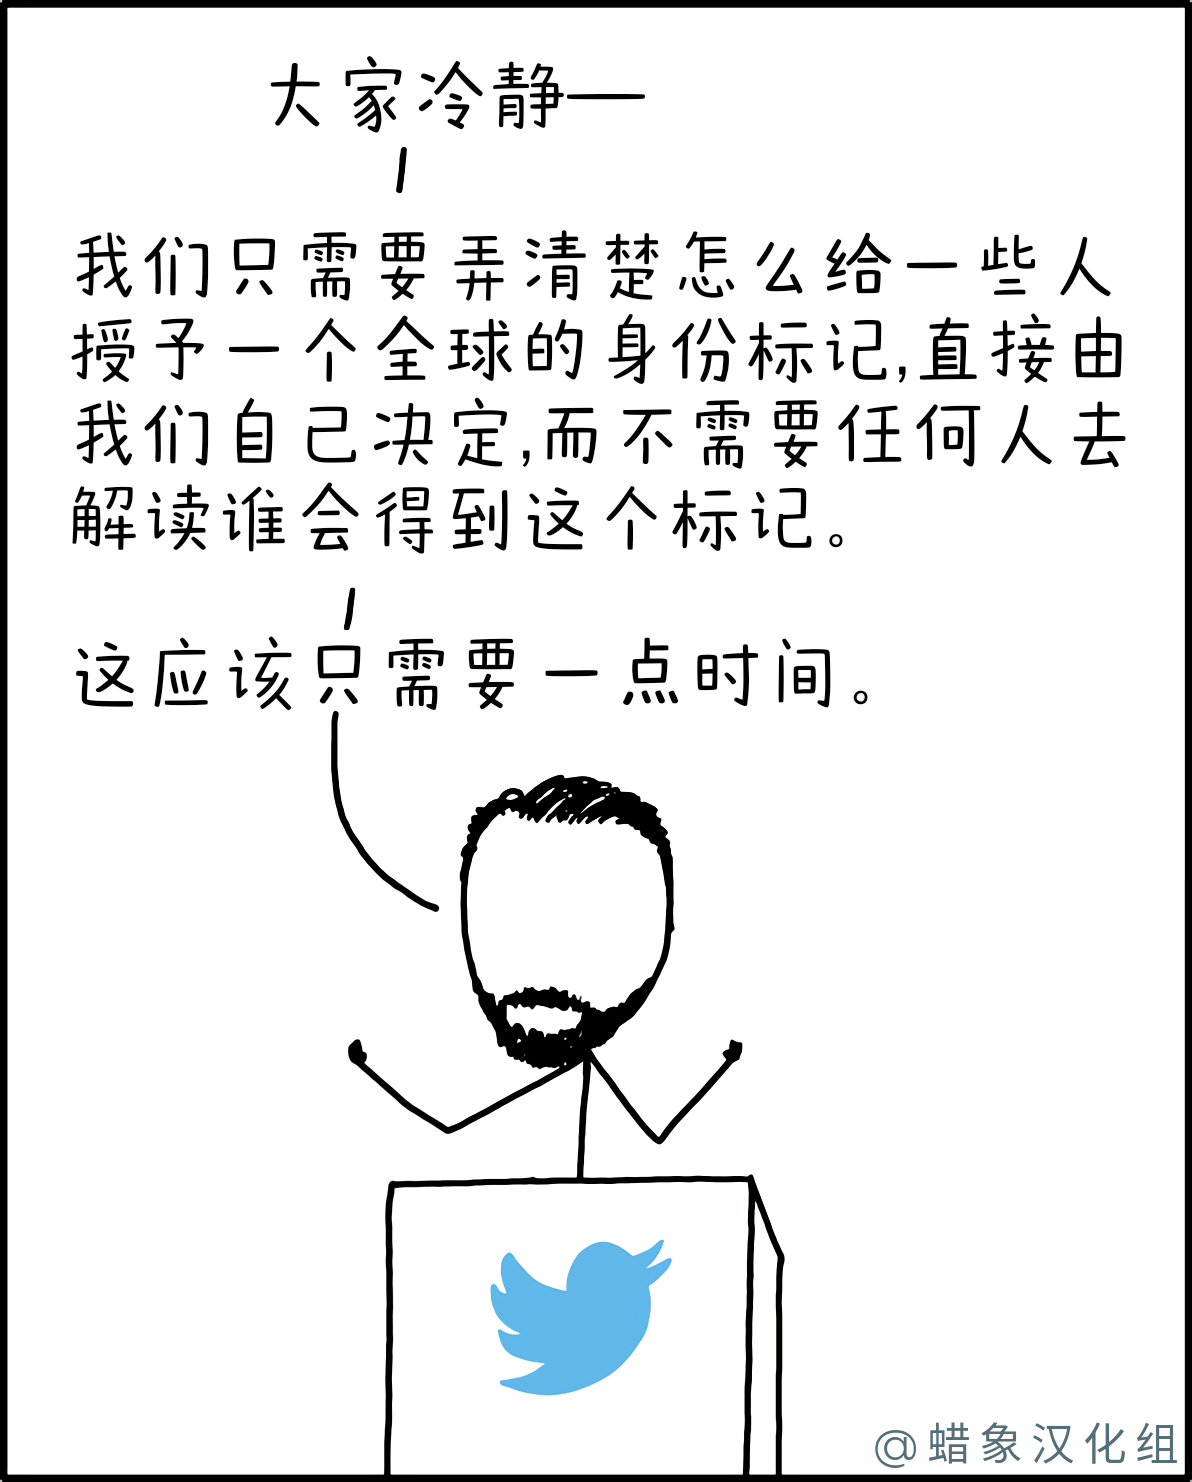 大家冷静——
我们只需要弄清楚怎么给一些人
授予一个全球的身份标记,直接由
我们自己决定,而不需要任何人去
解读谁会得到这个标记。
这应该只需要一点时间。
@蜡象汉化组